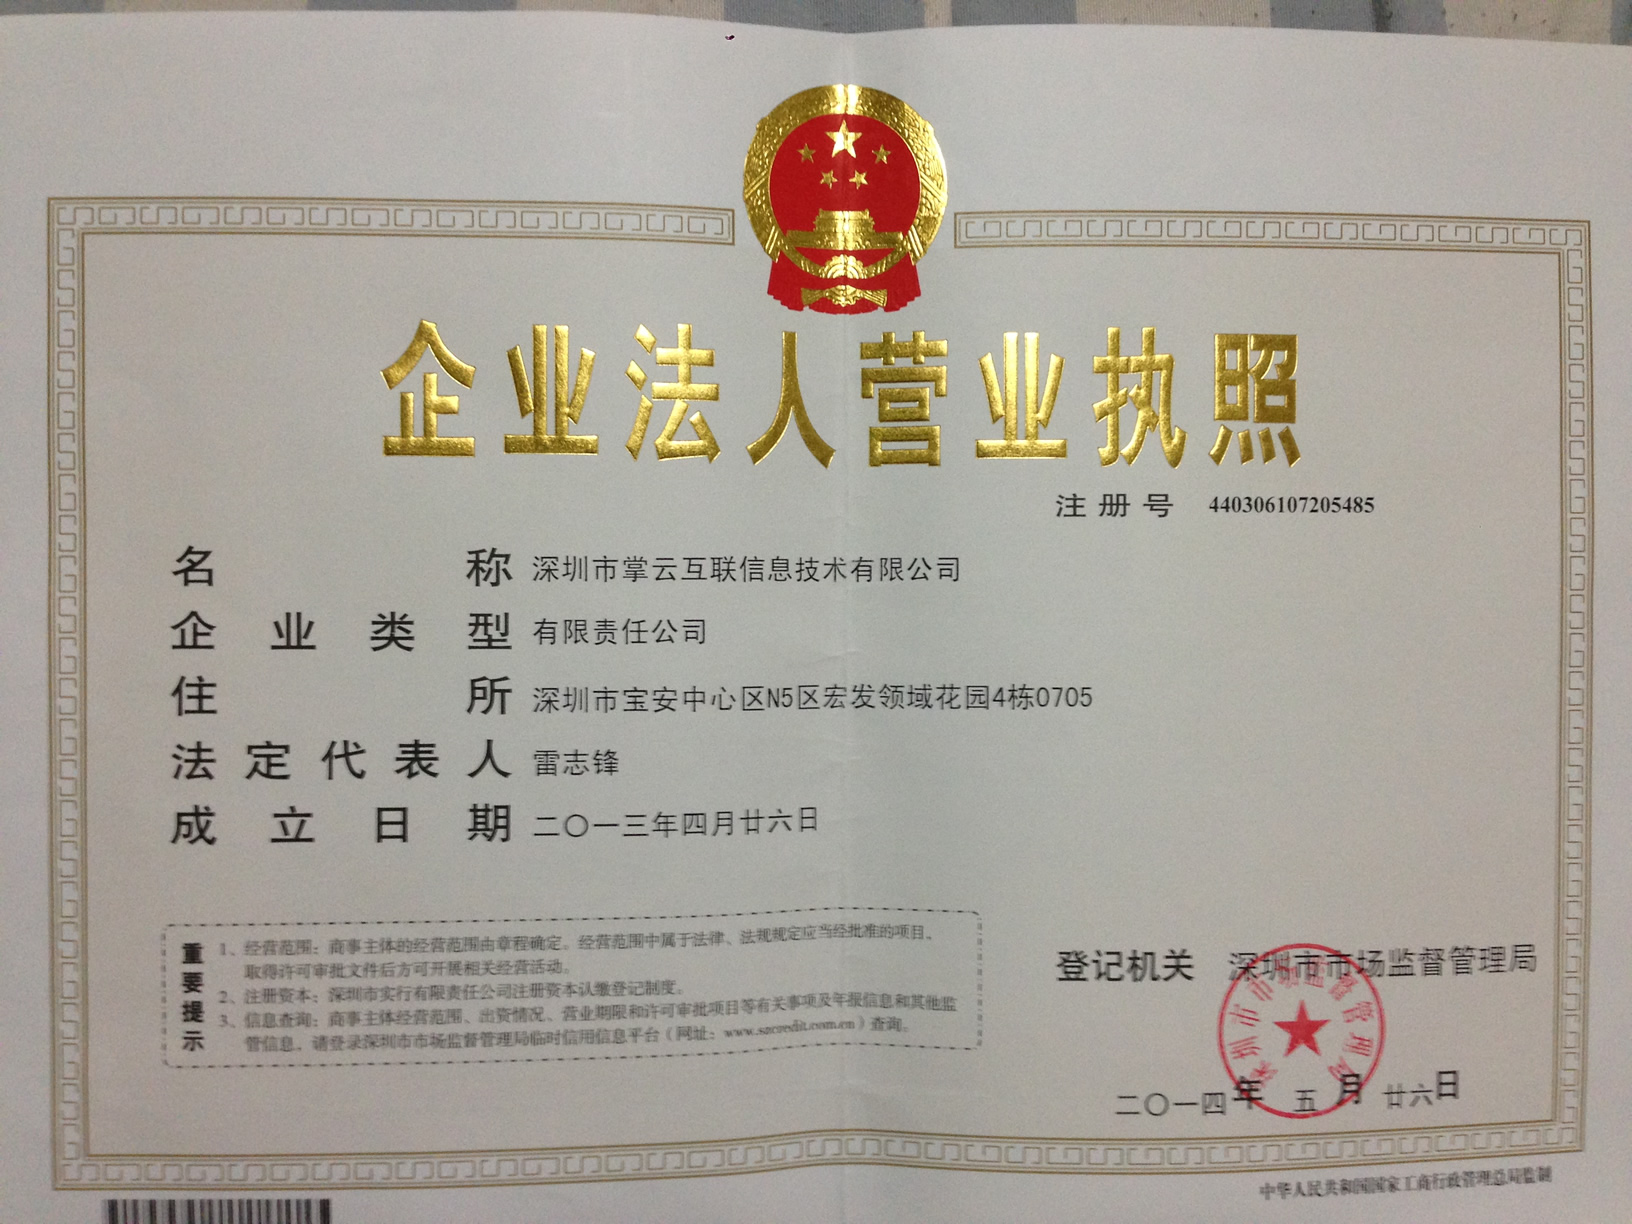 企业法人营业执照
注册号 440306107205485
名称 深圳市掌云互联信息技术有限公司
企业类型 有限责任公司
住所 深圳市宝安中心区N5区宏发领域花园4栋0705
法定代表人 雷志锋
成立日期 二〇一三年四月廿六日
重要提示
1、经营范围：商事主体的经营范围由章程确定。经营范围中属于法律、法规规定应当经批准的项目，
取得许可审批文件后方可开展相关经营活动。
2、注册资本：深圳市实行有限责任公司注册资本认缴登记制度。
3、信息查询：商事主体经营范围、出资情况、营业期限和许可审批项目等有关事项及年报信息和其他监
管信息，请登录深圳市市场监督管理局临时信用信息平台（网址：www.szcredit.com.cn）查询。
登记机关 深圳市市场监督管理局
深圳市市场监督管理局
二〇一四年五月廿六日
中华人民共和国国家工商行政管理总局监制